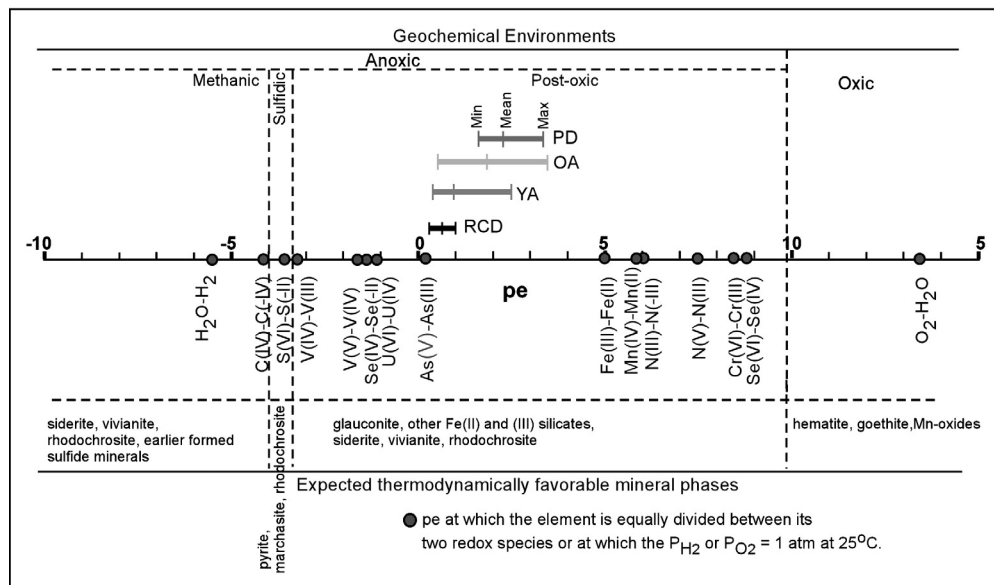 Geochemical Environments
Anoxic
Methanic
Sulfidic
Post-oxic
Oxic
Min
Mean
Max
PD
OA
YA
RCD
-10
-5
0
5
10
5
pe
H2O-H2
C(IV)-C(-IV)
S(VI)-S(-II)
V(IV)-V(III)
V(V)-V(IV)
Se(IV)-Se(-II)
U(VI)-U(IV)
As(V)-As(III)
Fe(III)-Fe(II)
Mn(IV)-Mn(II)
N(III)-N(-III)
N(V)-N(III)
Cr(VI)-Cr(III)
Se(VI)-Se(IV)
O2-H2O
siderite, vivianite,
rhodochrosite, earlier formed
sulfide minerals
pyrite,
marchasite, rhodochrosite
glauconite, other Fe(II) and (III) silicates,
siderite, vivianite, rhodochrosite
hematite, goethite,Mn-oxides
Expected thermodynamically favorable mineral phases
pe at which the element is equally divided between its
two redox species or at which the PH2 or PO2 = 1 atm at 25oC.